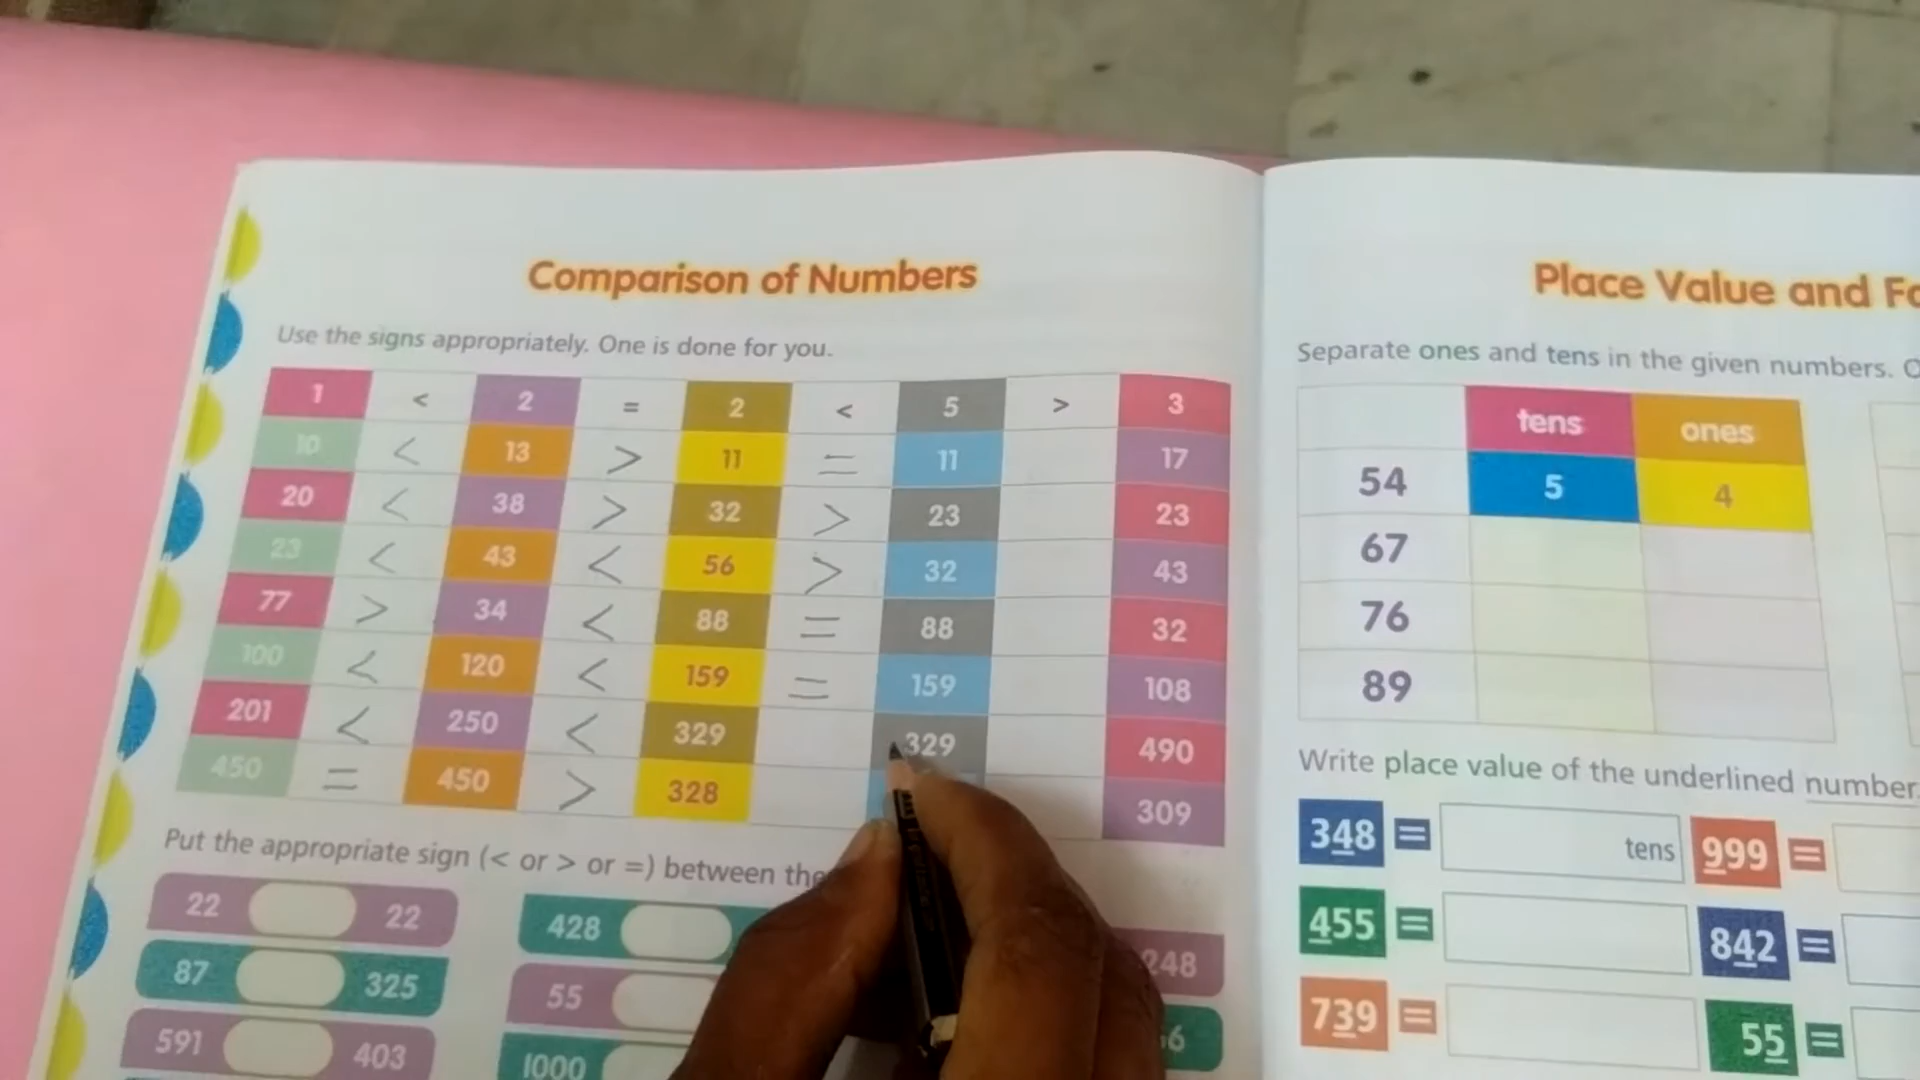 Comparison of Numbers
Use the signs appropriately. One is done for you.
1 < 2 = 2 < 5 > 3
10 < 13 > 11 = 11 17
20 < 38 > 32 > 23 23
23 < 43 < 56 > 32 43
77 > 34 < 88 = 88 32
100 < 120 < 159 = 159 108
201 < 250 < 329 329 490
450 = 450 > 328 309
Put the appropriate sign (< or > or =) between the
22 22
87 325
591 403
428
55
1000
248
Place Value and
Separate ones and tens in the given numbers.
tens ones
54 5 4
67
76
89
Write place value of the underlined number
348 = tens 999 =
455 = 842 =
739 = 55 =